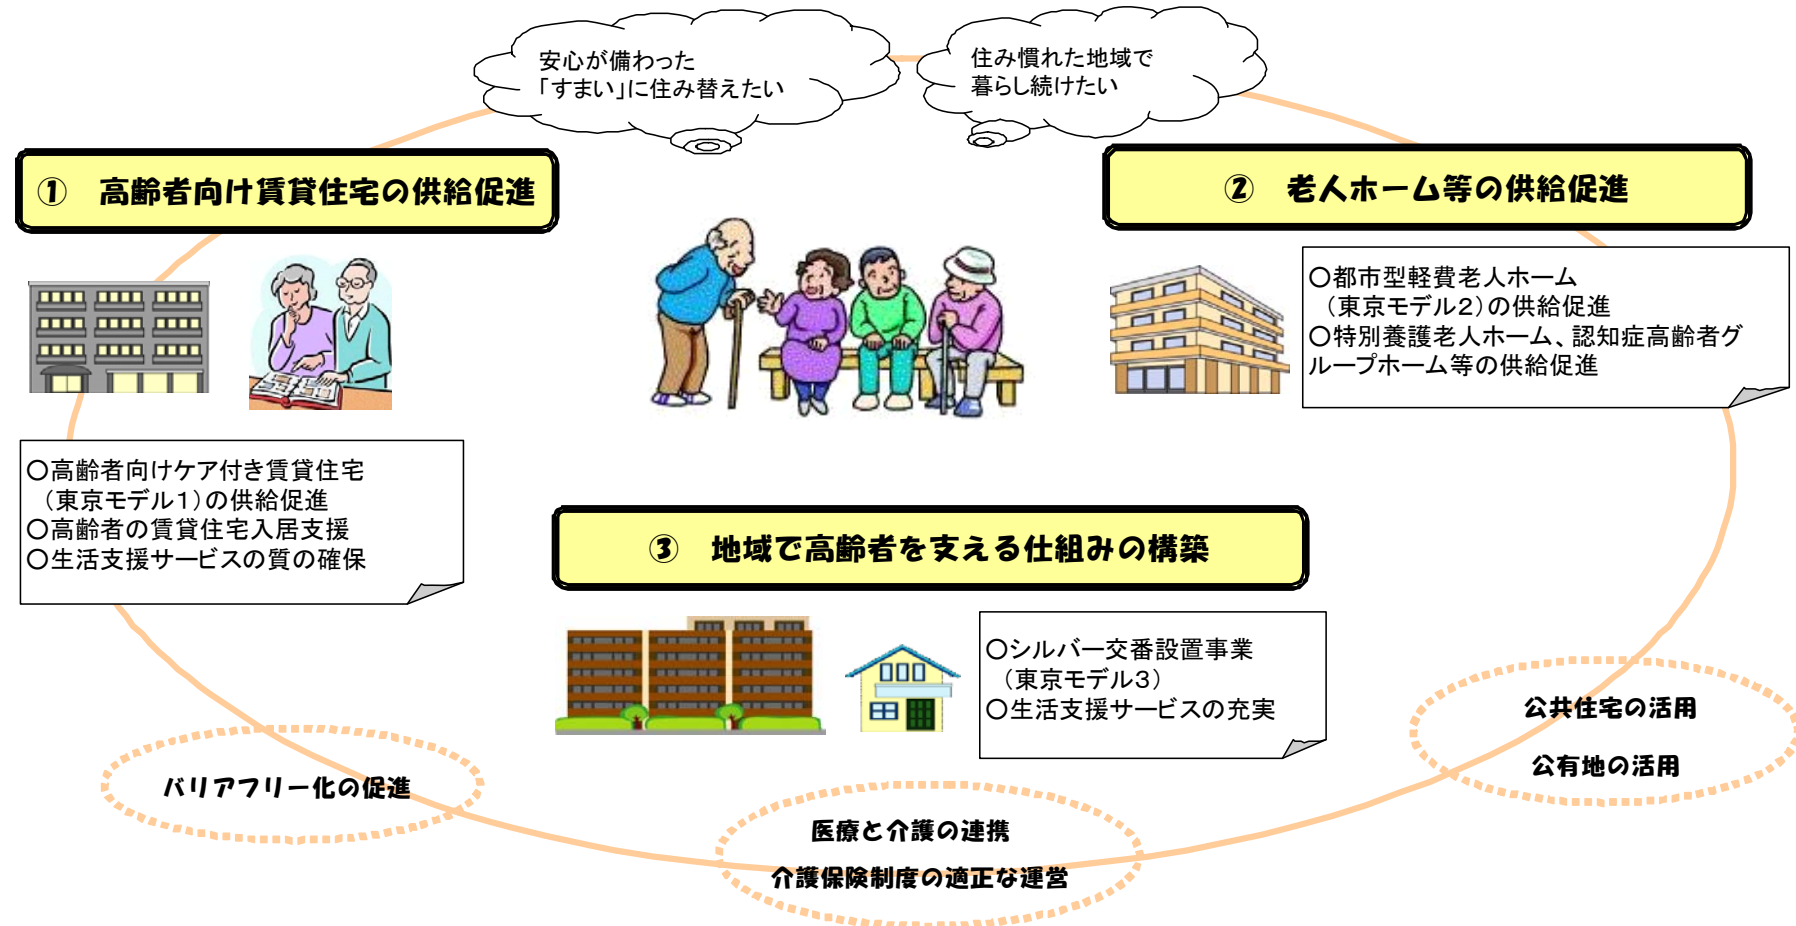 安心が備わった
「すまい」に住み替えたい
住み慣れた地域で
暮らし続けたい
① 高齢者向け賃貸住宅の供給促進
② 老人ホーム等の供給促進
○都市型軽費老人ホーム
（東京モデル２）の供給促進
○特別養護老人ホーム、認知症高齢者グ
ループホーム等の供給促進
○高齢者向けケア付き賃貸住宅
（東京モデル１）の供給促進
○高齢者の賃貸住宅入居支援
○生活支援サービスの質の確保
③ 地域で高齢者を支える仕組みの構築
○シルバー交番設置事業
（東京モデル３）
○生活支援サービスの充実
公共住宅の活用
公有地の活用
バリアフリー化の促進
医療と介護の連携
介護保険制度の適正な運営